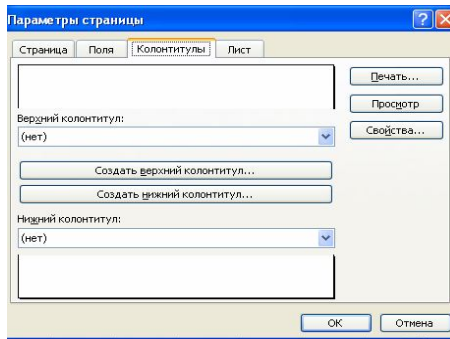 Параметры страницы
Страница Поля Колонтитулы Лист
Печать...
Просмотр
Верхний колонтитул:
Свойства...
(нет)
Создать верхний колонтитул...
Создать нижний колонтитул...
Нижний колонтитул:
(нет)
ОК Отмена